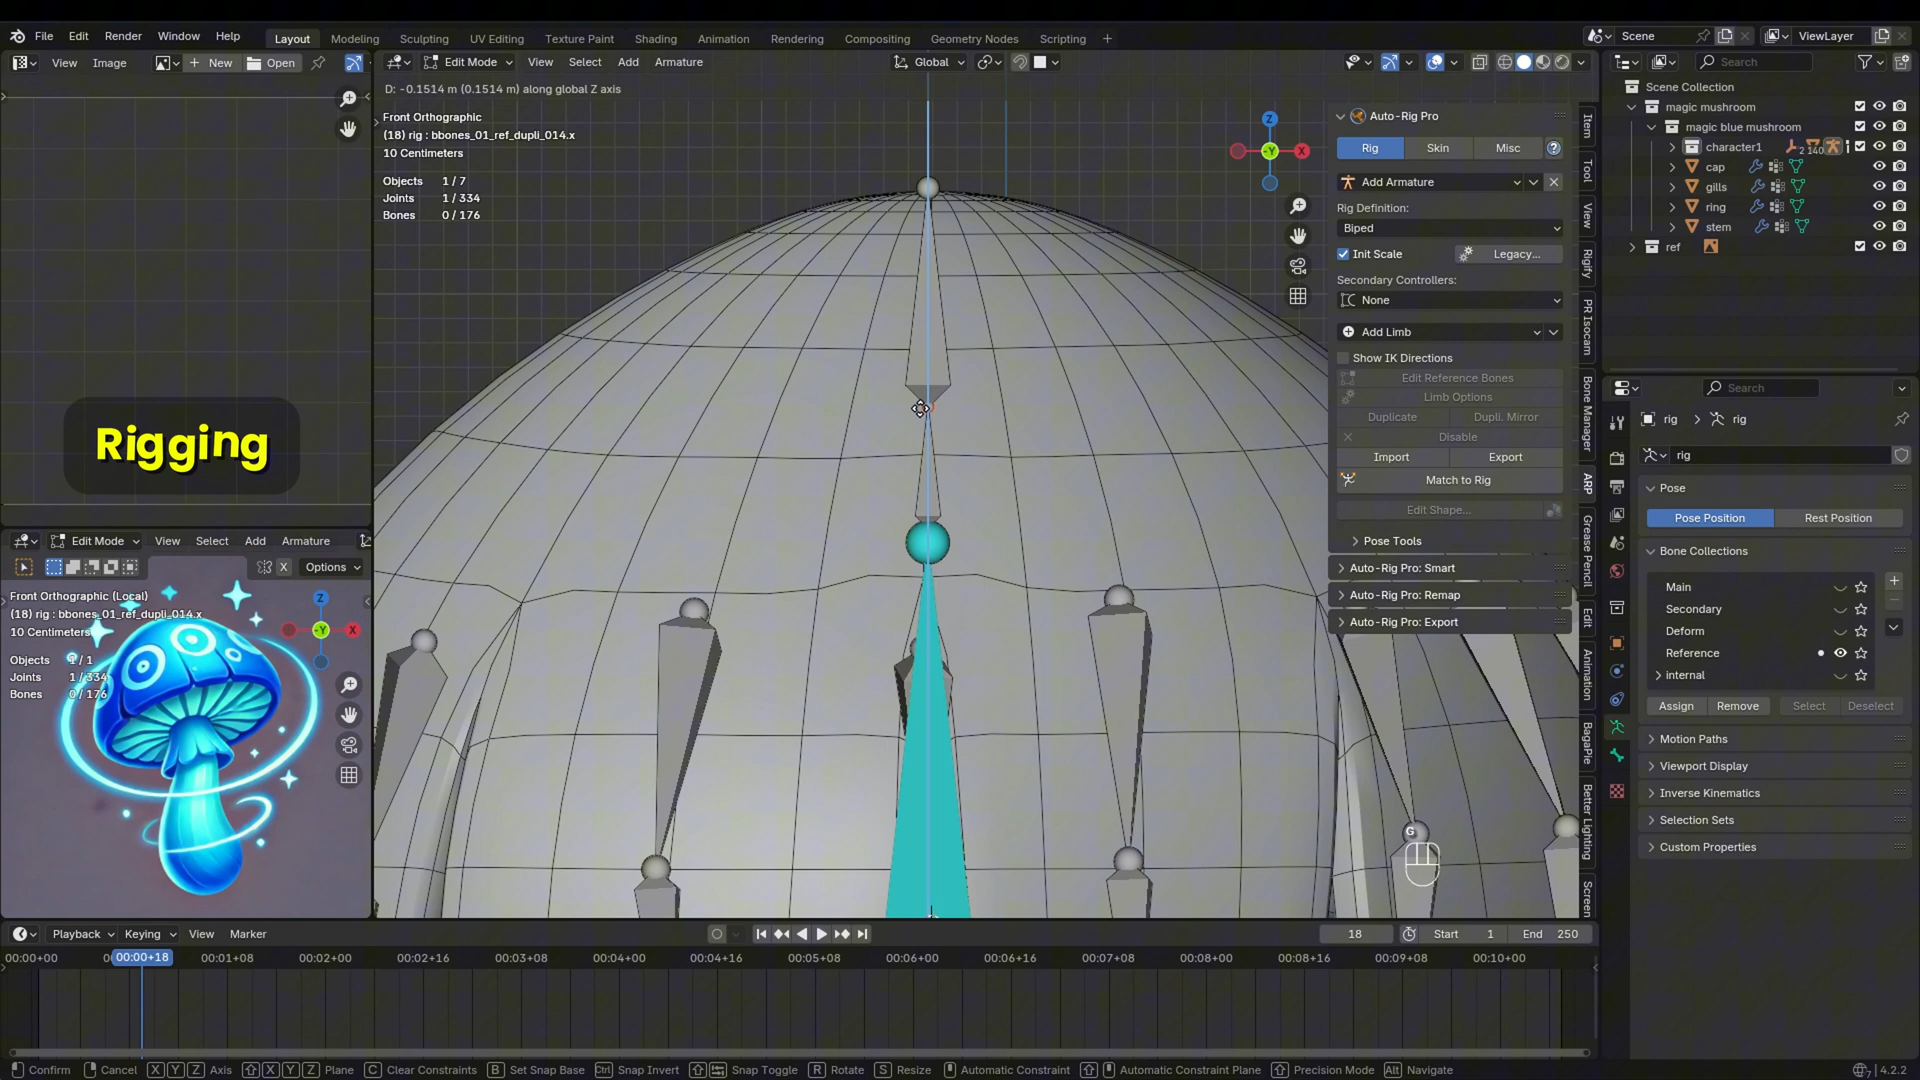 File Edit Render Window Help Layout Modeling Sculpting UV Editing Texture Paint Shading Animation Rendering Compositing Geometry Nodes Scripting + Scene ViewLayer
View Image + New Open Edit Mode View Select Add Armature Global Search
D: -0.1514 m (0.1514 m) along global Z axis
Front Orthographic
(18) rig : bbones_01_ref_dupli_014.x
10 Centimeters
Objects 1 / 7
Joints 1 / 334
Bones 0 / 176
Z
-Y X
Rigging
Edit Mode View Select Add Armature
X Options
Front Orthographic (Local)
(18) rig : bbones_01_ref_dupli_014.x
10 Centimeters
Objects 1 / 1
Joints 1 / 334
Bones 0 / 176
Z
-Y X
G
Auto-Rig Pro
Rig Skin Misc ?
Add Armature
Rig Definition:
Biped
Init Scale Legacy...
Secondary Controllers:
None
Add Limb
Show IK Directions
Edit Reference Bones
Limb Options
Duplicate Dupli. Mirror
Disable
Import Export
Match to Rig
Edit Shape...
Pose Tools
Auto-Rig Pro: Smart
Auto-Rig Pro: Remap
Auto-Rig Pro: Export
Item
Tool
View
Rigify
PR Isocam
Bone Manager
ARP
Grease Pencil
Edit
Animation
BagaPie
Better Lighting
Screen
Scene Collection
magic mushroom
magic blue mushroom
character1 2 140
cap
gills
ring
stem
ref
Search
rig rig
rig
Pose
Pose Position Rest Position
Bone Collections
Main
Secondary
Deform
Reference
internal
Assign Remove Select Deselect
Motion Paths
Viewport Display
Inverse Kinematics
Selection Sets
Custom Properties
Playback Keying View Marker 18 Start 1 End 250
00:00+00 00:00+18 00:01+08 00:02+00 00:02+16 00:03+08 00:04+00 00:04+16 00:05+08 00:06+00 00:06+16 00:07+08 00:08+00 00:08+16 00:09+08 00:10+00
Confirm Cancel X Y Z Axis X Y Z Plane C Clear Constraints B Set Snap Base Ctrl Snap Invert Snap Toggle R Rotate S Resize Automatic Constraint Automatic Constraint Plane Precision Mode Alt Navigate 4.2.2